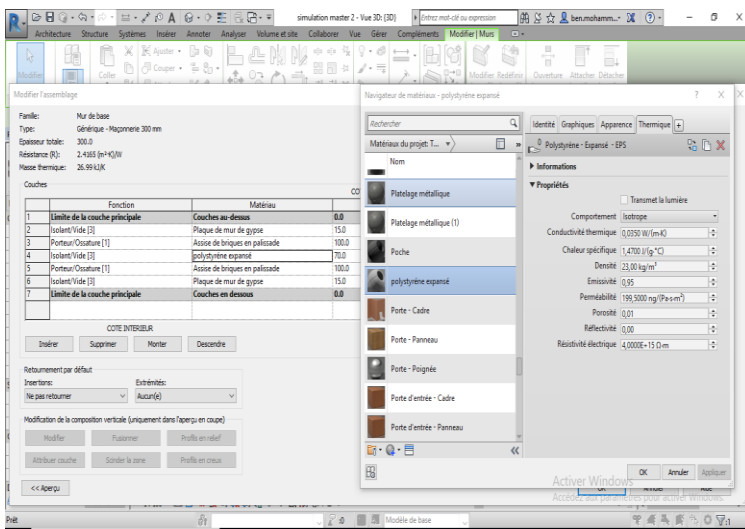 simulation master 2 - Vue 3D: {3D}
Entrez mot-clé ou expression
ben.mohamm...
Architecture Structure Systèmes Insérer Annoter Analyser Volume et site Collaborer Vue Gérer Compléments Modifier | Murs
Modifier
Coller
Ajuster
Couper
Modifier Redéfinir
Ouverture Attacher Détacher
Modifier l'assemblage
Famille: Mur de base
Type: Générique - Maçonnerie 300 mm
Epaisseur totale: 300.0
Résistance (R): 2.4165 (m²·K)/W
Masse thermique: 26.99 kJ/K
Couches
CO
Fonction Matériau
1 Limite de la couche principale Couches au-dessus 0.0
2 Isolant/Vide [3] Plaque de mur de gypse 15.0
3 Porteur/Ossature [1] Assise de briques en palissade 100.0
4 Isolant/Vide [3] polystyréne expansé 70.0
5 Porteur/Ossature [1] Assise de briques en palissade 100.0
6 Isolant/Vide [3] Plaque de mur de gypse 15.0
7 Limite de la couche principale Couches en dessous 0.0
COTE INTERIEUR
Insérer Supprimer Monter Descendre
Retournement par défaut
Insertions: Extrémités:
Ne pas retourner Aucun(e)
Modification de la composition verticale (uniquement dans l'aperçu en coupe)
Modifier Fusionner Profils en relief
Attribuer couche Scinder la zone Profils en creux
<< Aperçu
Navigateur de matériaux - polystyréne expansé
Rechercher
Matériaux du projet: T...
Nom
Platelage métallique
Platelage métallique (1)
Poche
polystyréne expansé
Porte - Cadre
Porte - Panneau
Porte - Poignée
Porte d'entrée - Cadre
Porte d'entrée - Panneau
Identité Graphiques Apparence Thermique
Polystyrène - Expansé - EPS
Informations
Propriétés
Transmet la lumière
Comportement Isotrope
Conductivité thermique 0,0350 W/(m·K)
Chaleur spécifique 1,4700 J/(g·°C)
Densité 23,00 kg/m³
Emissivité 0,95
Perméabilité 199,5000 ng/(Pa·s·m²)
Porosité 0,01
Réflectivité 0,00
Résistivité électrique 4,0000E+15 Ω·m
OK Annuler Appliquer
Activer Windows
Accédez aux paramètres pour activer Windows.
Prêt
Modèle de base